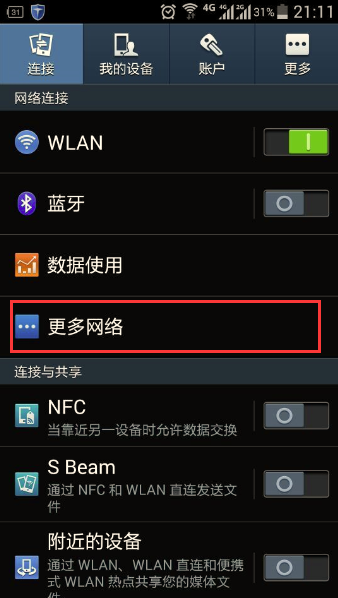 31 4G 4G 2G 31% 21:11
连接 我的设备 账户 更多
网络连接
WLAN
蓝牙
数据使用
更多网络
连接与共享
NFC
当靠近另一设备时允许数据交换
S Beam
通过 NFC 和 WLAN 直连发送文
件
附近的设备
通过 WLAN、WLAN 直连和便携
式 WLAN 热点共享您的媒体文
件